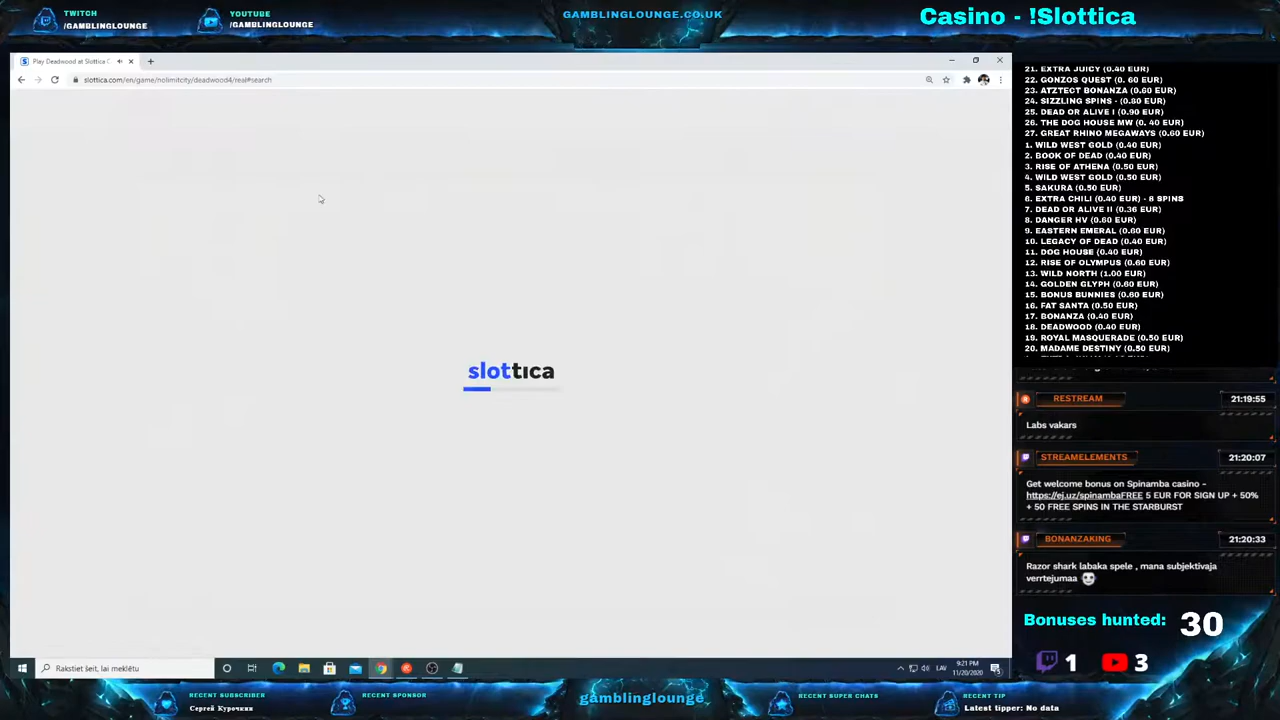 TWITCH
/GAMBLINGLOUNGE
YOUTUBE
/GAMBLINGLOUNGE
GAMBLINGLOUNGE.CO.UK
Casino - !Slottica
Play Deadwood at Slottica C
slottica.com/en/game/nolimitcity/deadwood4/real#search
slottica
21. EXTRA JUICY (0.40 EUR)
22. GONZOS QUEST (0. 60 EUR)
23. ATZTECT BONANZA (0.60 EUR)
24. SIZZLING SPINS - (0.80 EUR)
25. DEAD OR ALIVE I (0.90 EUR)
26. THE DOG HOUSE MW (0. 40 EUR)
27. GREAT RHINO MEGAWAYS (0.60 EUR)
1. WILD WEST GOLD (0.40 EUR)
2. BOOK OF DEAD (0.40 EUR)
3. RISE OF ATHENA (0.50 EUR)
4. WILD WEST GOLD (0.50 EUR)
5. SAKURA (0.50 EUR)
6. EXTRA CHILI (0.40 EUR) - 8 SPINS
7. DEAD OR ALIVE II (0.36 EUR)
8. DANGER HV (0.60 EUR)
9. EASTERN EMERAL (0.60 EUR)
10. LEGACY OF DEAD (0.40 EUR)
11. DOG HOUSE (0.40 EUR)
12. RISE OF OLYMPUS (0.60 EUR)
13. WILD NORTH (1.00 EUR)
14. GOLDEN GLYPH (0.60 EUR)
15. BONUS BUNNIES (0.60 EUR)
16. FAT SANTA (0.50 EUR)
17. BONANZA (0.40 EUR)
18. DEADWOOD (0.40 EUR)
19. ROYAL MASQUERADE (0.50 EUR)
20. MADAME DESTINY (0.50 EUR)
RESTREAM
21:19:55
Labs vakars
STREAMELEMENTS
21:20:07
Get welcome bonus on Spinamba casino -
https://ej.uz/spinambaFREE 5 EUR FOR SIGN UP + 50%
+ 50 FREE SPINS IN THE STARBURST
BONANZAKING
21:20:33
Razor shark labaka spele , mana subjektivaja
verrtejumaa
Bonuses hunted: 30
1
3
Rakstiet šeit, lai meklētu
LAV
9:21 PM
11/20/2020
RECENT SUBSCRIBER
Сергей Курочкин
RECENT SPONSOR
gamblinglounge
RECENT SUPER CHATS
RECENT TIP
Latest tipper: No data